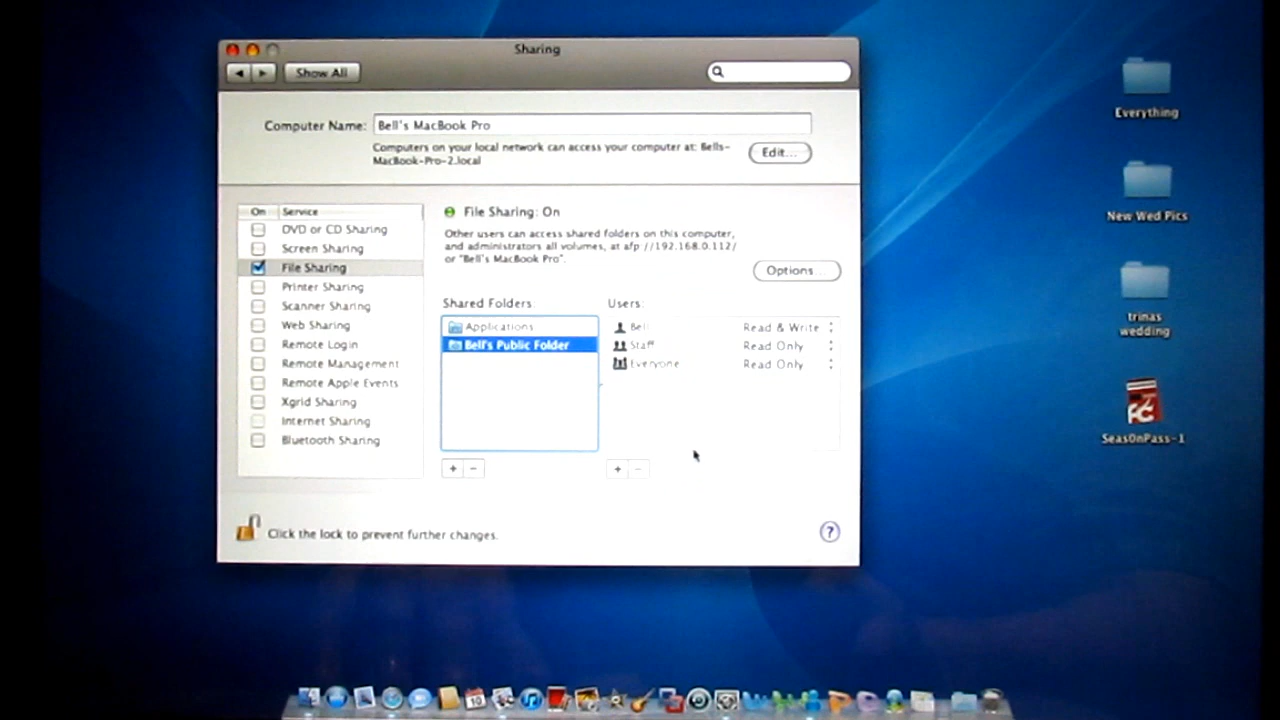 Sharing
Show All
Computer Name: Bell's MacBook Pro
Computers on your local network can access your computer at: Bells-
MacBook-Pro-2.local
Edit...
On Service
DVD or CD Sharing
Screen Sharing
File Sharing
Printer Sharing
Scanner Sharing
Web Sharing
Remote Login
Remote Management
Remote Apple Events
Xgrid Sharing
Internet Sharing
Bluetooth Sharing
File Sharing: On
Other users can access shared folders on this computer,
and administrators all volumes, at afp://192.168.0.112/
or "Bell's MacBook Pro".
Options...
Shared Folders:
Applications
Bell's Public Folder
Users:
Bell Read & Write
Staff Read Only
Everyone Read Only
+ −
+ −
Click the lock to prevent further changes.
?
Everything
New Wed Pics
trinas
wedding
FC
Seas0nPass-1